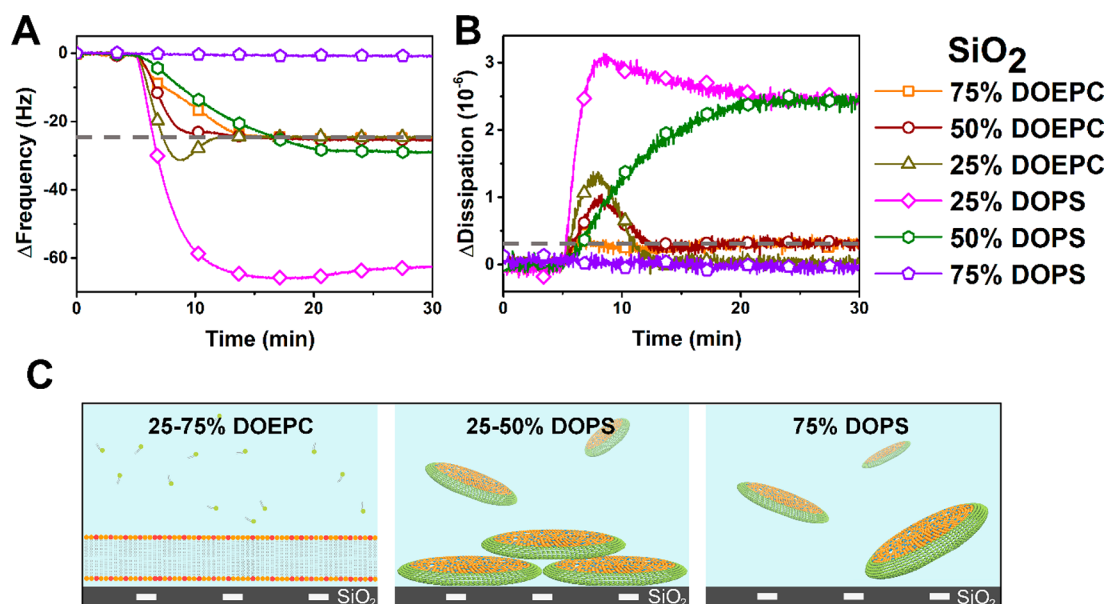 A
0
-20
-40
-60
ΔFrequency (Hz)
0 10 20 30
Time (min)
B
3
2
1
0
ΔDissipation (10⁻⁶)
0 10 20 30
Time (min)
SiO₂
75% DOEPC
50% DOEPC
25% DOEPC
25% DOPS
50% DOPS
75% DOPS
C
25-75% DOEPC
25-50% DOPS
75% DOPS
SiO₂
SiO₂
SiO₂